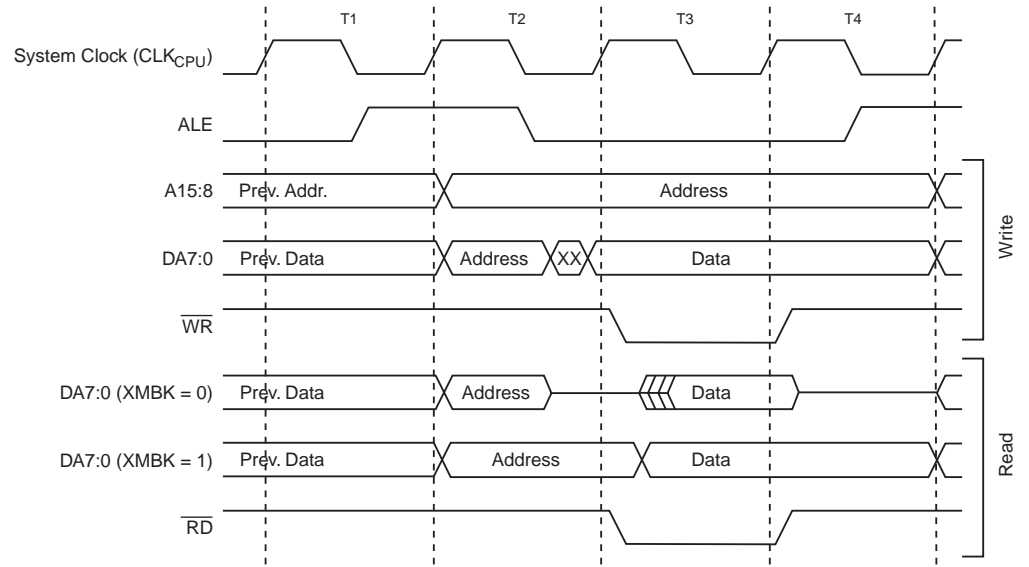 T1 T2 T3 T4
System Clock (CLKCPU)
ALE
A15:8 Prev. Addr. Address
DA7:0 Prev. Data Address XX Data
WR
Write
DA7:0 (XMBK = 0) Prev. Data Address Data
DA7:0 (XMBK = 1) Prev. Data Address Data
RD
Read